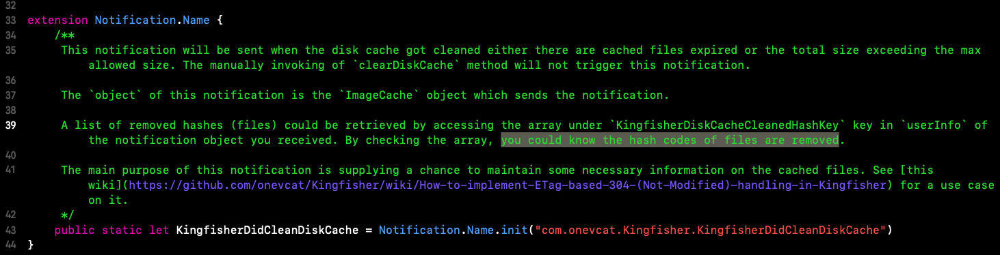 32
33 extension Notification.Name {
34 /**
35 This notification will be sent when the disk cache got cleaned either there are cached files expired or the total size exceeding the max
allowed size. The manually invoking of `clearDiskCache` method will not trigger this notification.
36
37 The `object` of this notification is the `ImageCache` object which sends the notification.
38
39 A list of removed hashes (files) could be retrieved by accessing the array under `KingfisherDiskCacheCleanedHashKey` key in `userInfo` of
the notification object you received. By checking the array, you could know the hash codes of files are removed.
40
41 The main purpose of this notification is supplying a chance to maintain some necessary information on the cached files. See [this
wiki](https://github.com/onevcat/Kingfisher/wiki/How-to-implement-ETag-based-304-(Not-Modified)-handling-in-Kingfisher) for a use case
on it.
42 */
43 public static let KingfisherDidCleanDiskCache = Notification.Name.init("com.onevcat.Kingfisher.KingfisherDidCleanDiskCache")
44 }